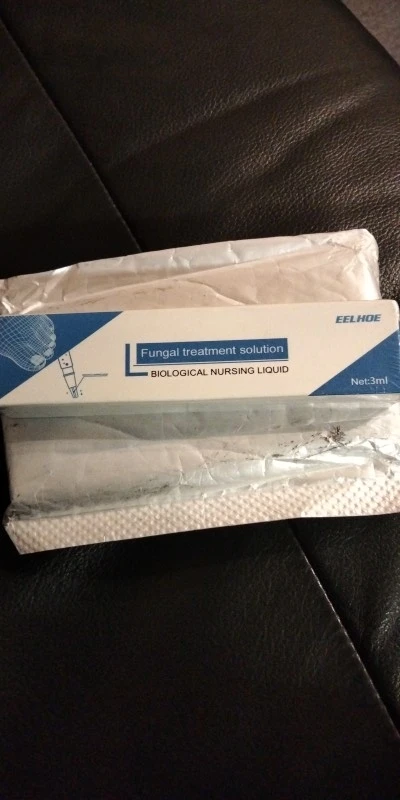 EELHOE
Fungal treatment solution
BIOLOGICAL NURSING LIQUID
Net:3ml